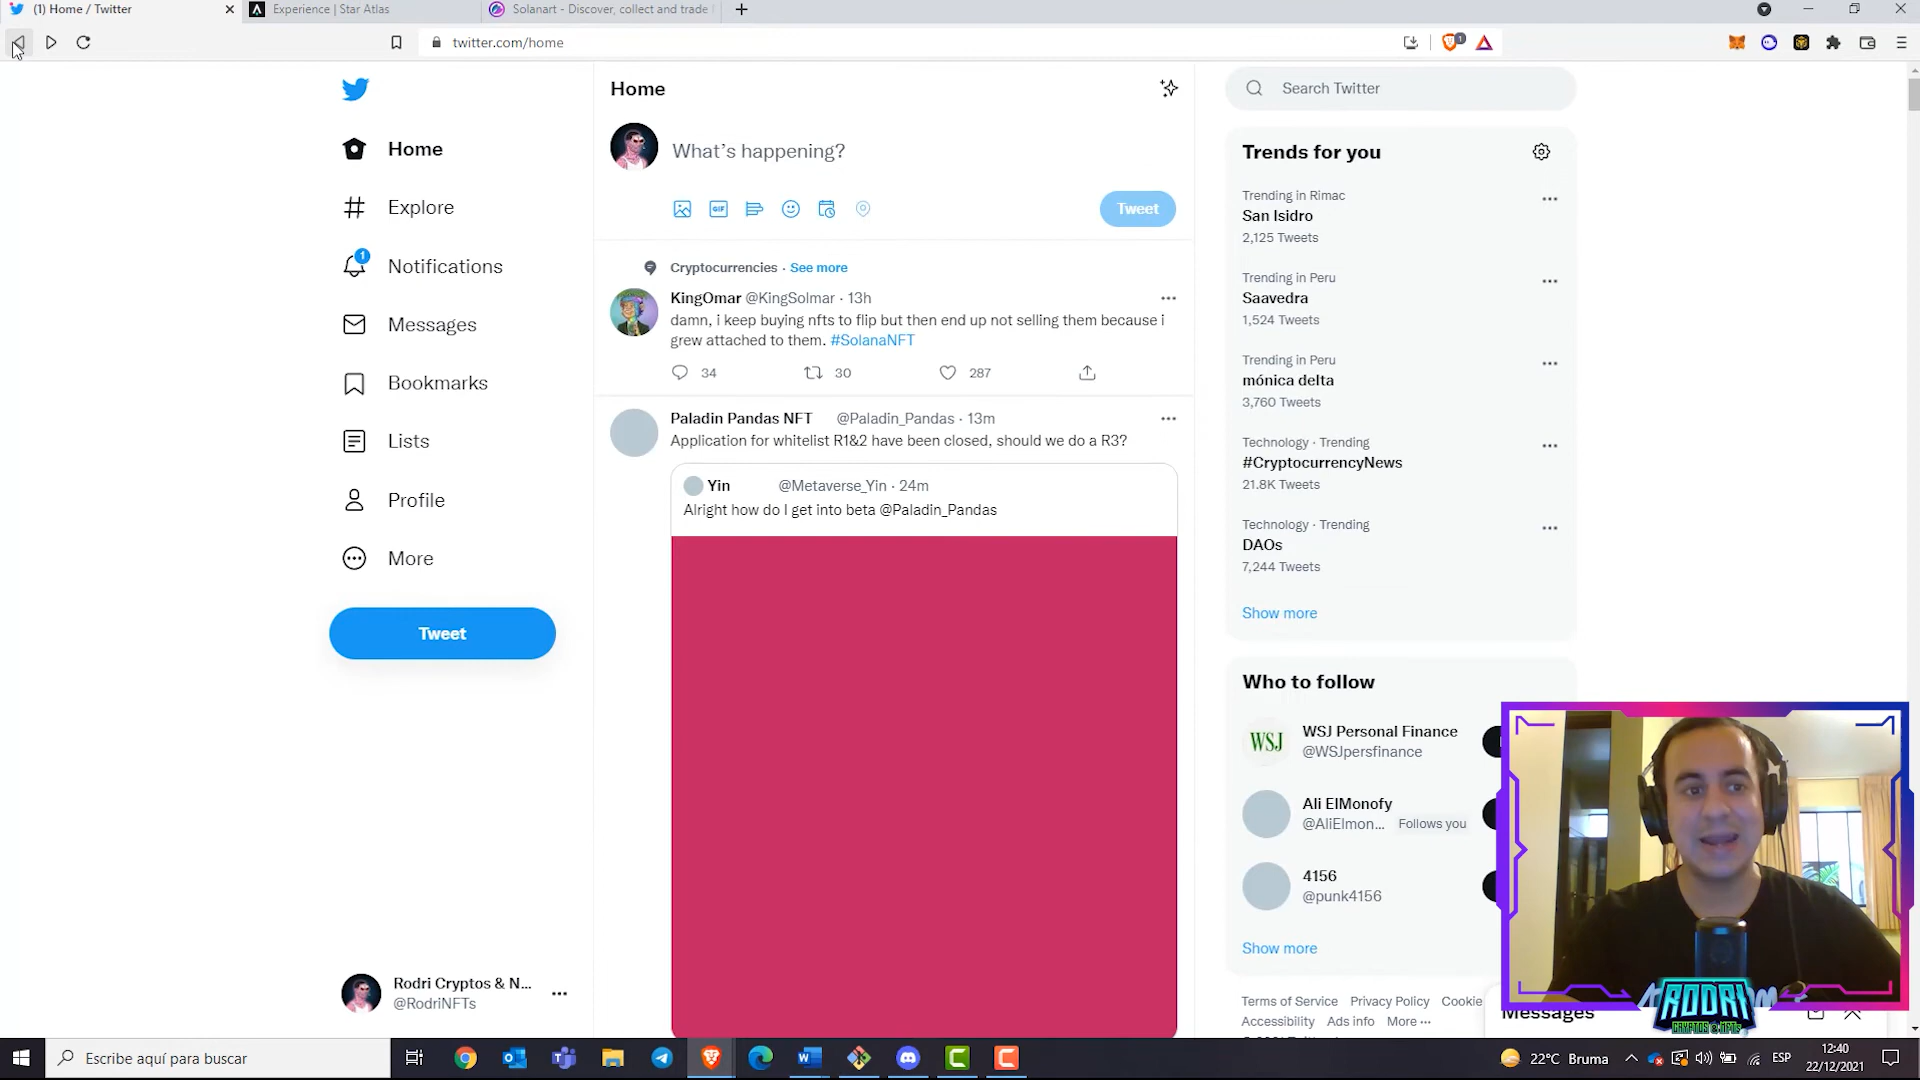 (1) Home / Twitter
Experience | Star Atlas
Solanart - Discover, collect and trade
twitter.com/home
1
Home
Search Twitter
What's happening?
Tweet
Home
Explore
1
Notifications
Messages
Bookmarks
Lists
Profile
More
Tweet
Rodri Cryptos & N...
@RodriNFTs
GIF
Cryptocurrencies · See more
KingOmar @KingSolmar · 13h
damn, i keep buying nfts to flip but then end up not selling them because i
grew attached to them. #SolanaNFT
34
30
287
Paladin Pandas NFT @Paladin_Pandas · 13m
Application for whitelist R1&2 have been closed, should we do a R3?
Yin @Metaverse_Yin · 24m
Alright how do I get into beta @Paladin_Pandas
Trends for you
Trending in Rimac
San Isidro
2,125 Tweets
Trending in Peru
Saavedra
1,524 Tweets
Trending in Peru
mónica delta
3,760 Tweets
Technology · Trending
#CryptocurrencyNews
21.8K Tweets
Technology · Trending
DAOs
7,244 Tweets
Show more
Who to follow
WSJ
WSJ Personal Finance
@WSJpersfinance
Ali ElMonofy
@AliElmon... Follows you
4156
@punk4156
Show more
Terms of Service Privacy Policy Cookie
Accessibility Ads info More ···
Messages
RODRI
CRYPTOS & NFTS
Escribe aquí para buscar
22°C Bruma
ESP
12:40
22/12/2021